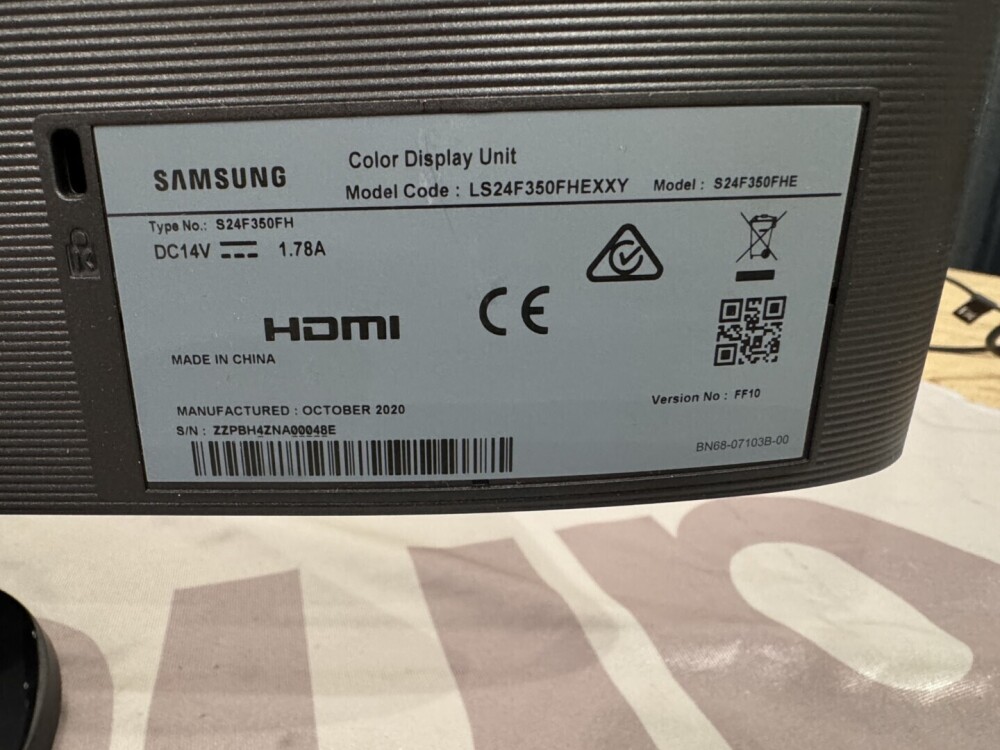 SAMSUNG
Color Display Unit
Model Code : LS24F350FHEXXY Model : S24F350FHE
Type No.: S24F350FH
DC14V 1.78A
HDMI
CE
MADE IN CHINA
MANUFACTURED : OCTOBER 2020
Version No : FF10
S/N : ZZPBH4ZNA00048E
BN68-07103B-00